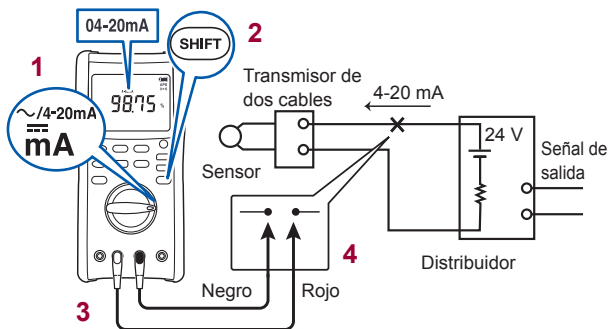 04-20mA
2
SHIFT
1
98.75 %
～/4-20mA
mA
Transmisor de
dos cables
4-20 mA
24 V
Señal de
salida
Sensor
4
Distribuidor
Negro
Rojo
3